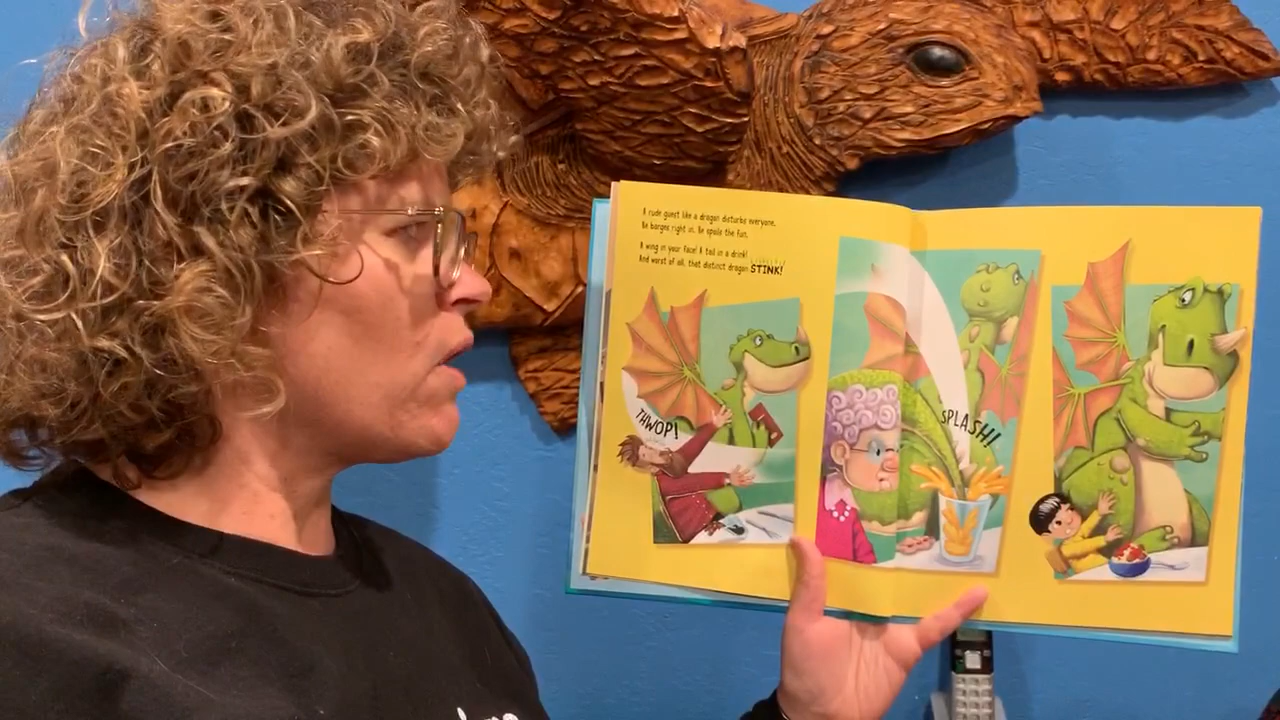 A rude guest like a dragon disturbs everyone.
He barges right in. He spoils the fun.
A wing in your face! A tail in a drink!
And worst of all, that distinct dragon STINK!
THWOP!
SPLASH!